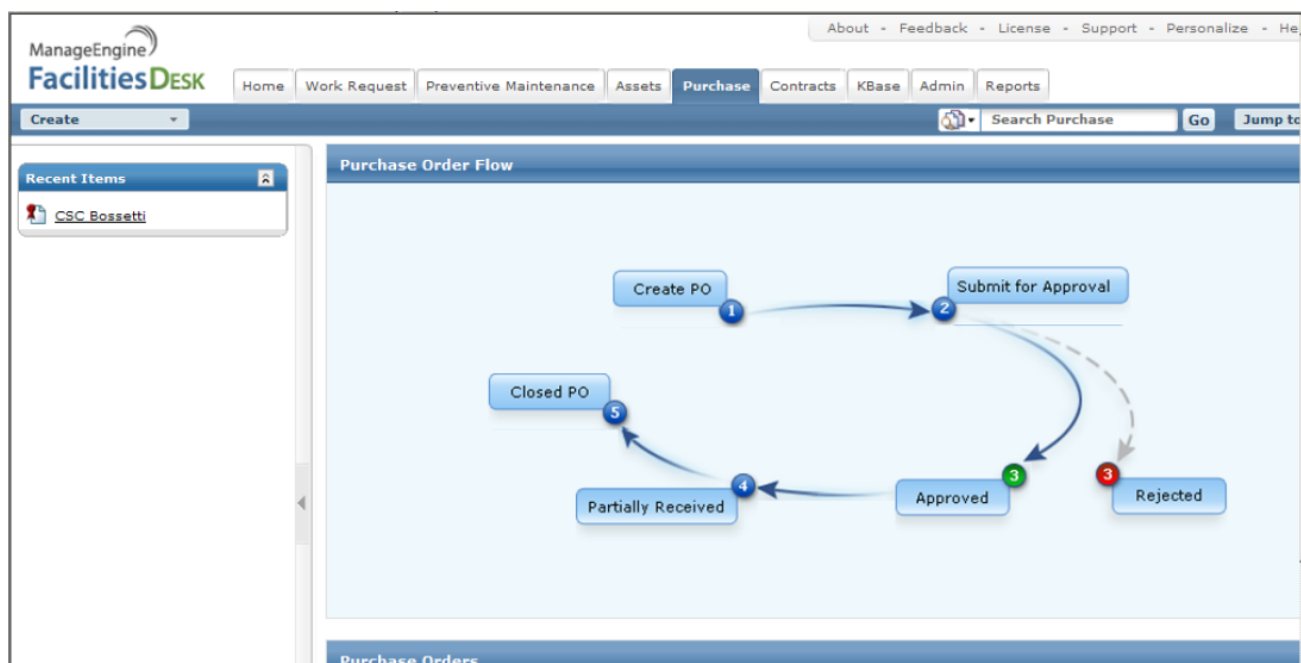 About - Feedback - License - Support - Personalize -
ManageEngine
FacilitiesDesk
Home Work Request Preventive Maintenance Assets Purchase Contracts KBase Admin Reports
Create Search Purchase Go Jump to
Recent Items
CSC Bossetti
Purchase Order Flow
Create PO
1
Submit for Approval
2
Closed PO
5
Partially Received
4
Approved
3
Rejected
3
Purchase Orders